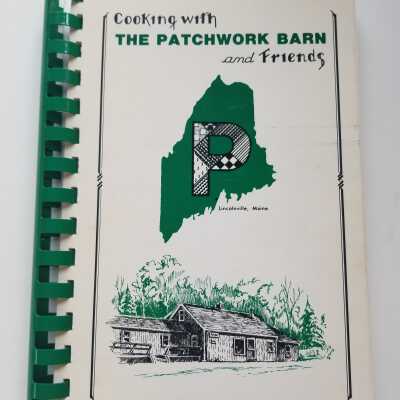 Cooking with
THE PATCHWORK BARN
and Friends
P
Lincolnville, Maine